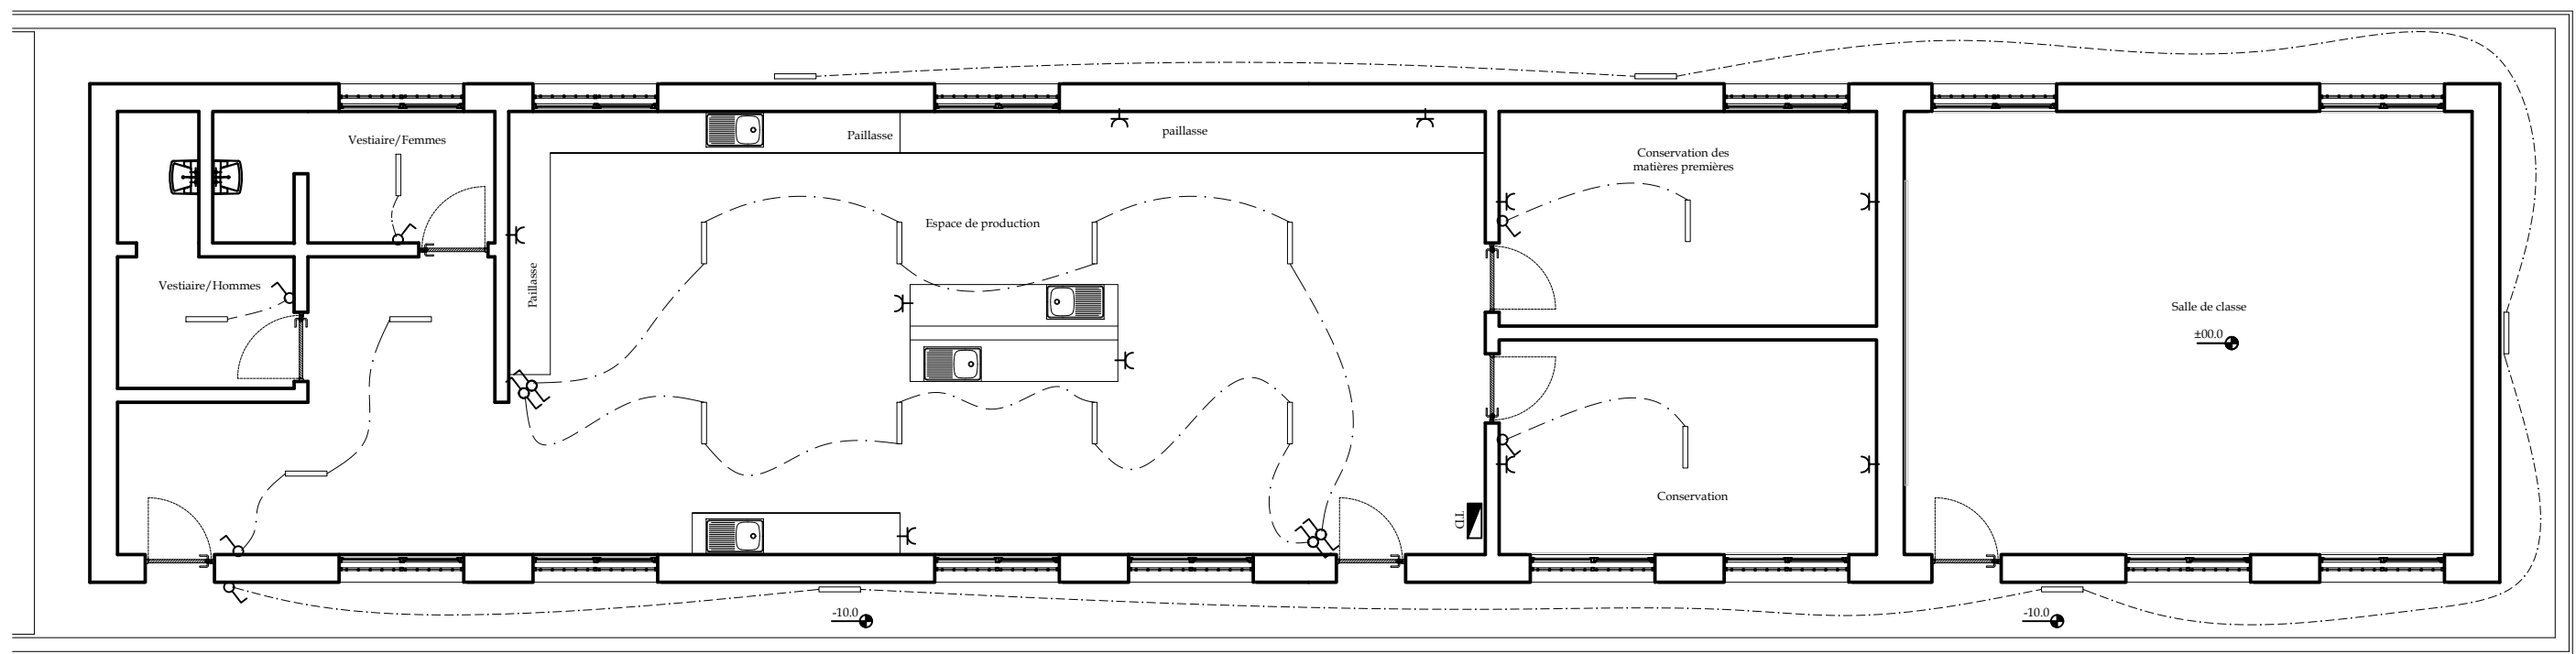 Vestiaire/Femmes
Paillasse
paillasse
Conservation des
matières premières
Espace de production
Vestiaire/Hommes
Paillasse
Salle de classe
±00.0
Conservation
TD
-10.0
-10.0